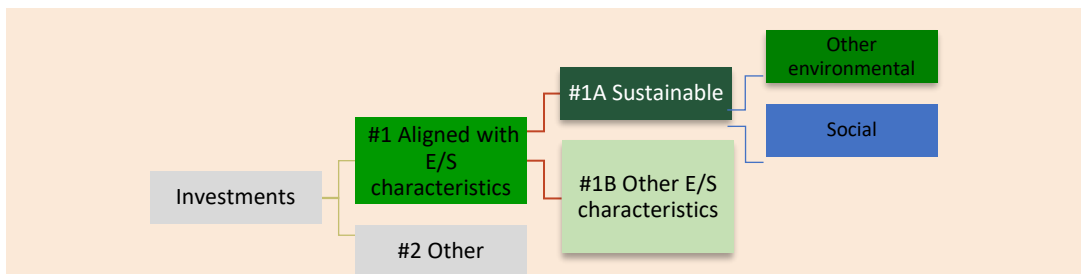 Investments
#1 Aligned with
E/S
characteristics
#2 Other
#1A Sustainable
#1B Other E/S
characteristics
Other
environmental
Social